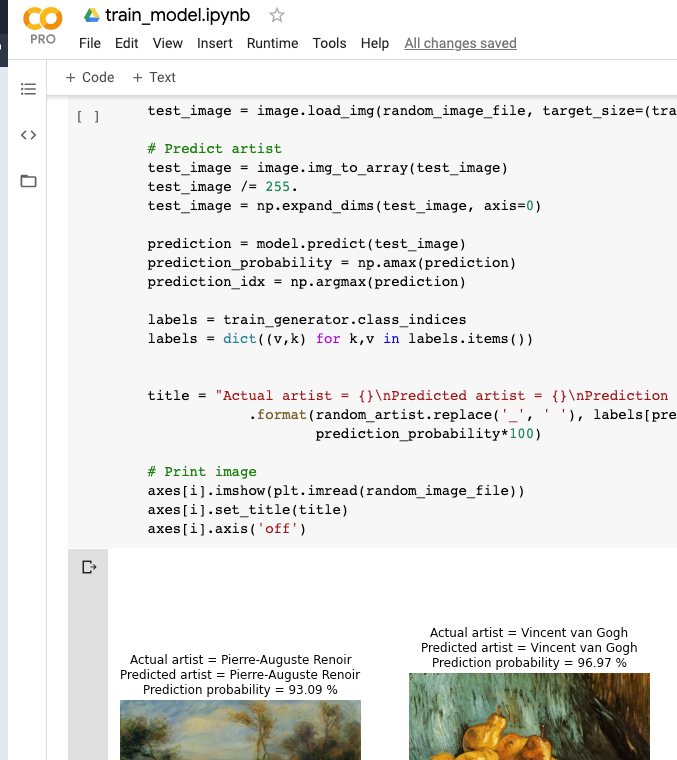 train_model.ipynb
PRO
File Edit View Insert Runtime Tools Help All changes saved
+ Code + Text
[ ]
test_image = image.load_img(random_image_file, target_size=(tra
# Predict artist
test_image = image.img_to_array(test_image)
test_image /= 255.
test_image = np.expand_dims(test_image, axis=0)
prediction = model.predict(test_image)
prediction_probability = np.amax(prediction)
prediction_idx = np.argmax(prediction)
labels = train_generator.class_indices
labels = dict((v,k) for k,v in labels.items())
title = "Actual artist = {}\nPredicted artist = {}\nPrediction
.format(random_artist.replace('_', ' '), labels[pre
prediction_probability*100)
# Print image
axes[i].imshow(plt.imread(random_image_file))
axes[i].set_title(title)
axes[i].axis('off')
Actual artist = Pierre-Auguste Renoir
Predicted artist = Pierre-Auguste Renoir
Prediction probability = 93.09 %
Actual artist = Vincent van Gogh
Predicted artist = Vincent van Gogh
Prediction probability = 96.97 %